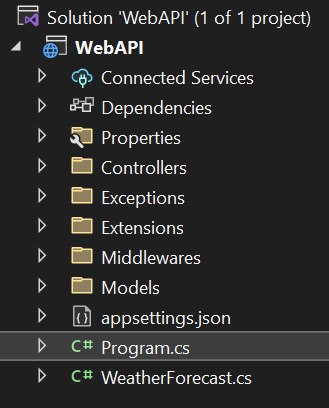 Solution 'WebAPI' (1 of 1 project)
WebAPI
Connected Services
Dependencies
Properties
Controllers
Exceptions
Extensions
Middlewares
Models
appsettings.json
C# Program.cs
C# WeatherForecast.cs